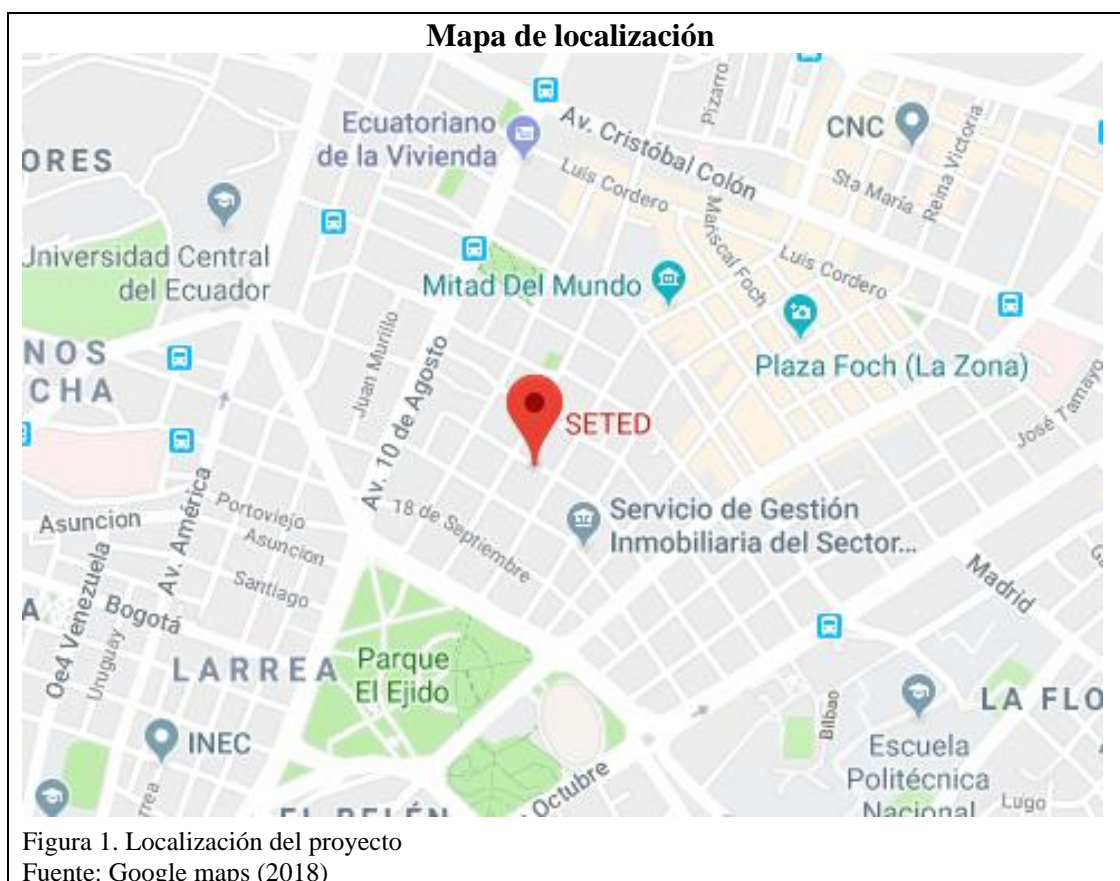 Mapa de localización
Pizarro
Ecuatoriano
de la Vivienda
Av. Cristóbal Colón
CNC
Reina Victoria
ORES
Luis Cordero
Sta María
Mariscal Foch
Universidad Central
del Ecuador
Mitad Del Mundo
Luis Cordero
Juan Murillo
Plaza Foch (La Zona)
NOS
CHA
Av. 10 de Agosto
SETED
José Tamayo
Av. América
Portoviejo
18 de Septiembre
Servicio de Gestión
Inmobiliaria del Sector...
Asuncion
Asuncion
Madrid
Santiago
Oe4 Venezuela
A
Bogotá
Uruguay
LARREA
Parque
El Ejido
Bilbao
LA FLO
INEC
Escuela
Politécnica
Nacional
Octubre
Lugo
rrea
EL BELÉN
Figura 1. Localización del proyecto
Fuente: Google maps (2018)